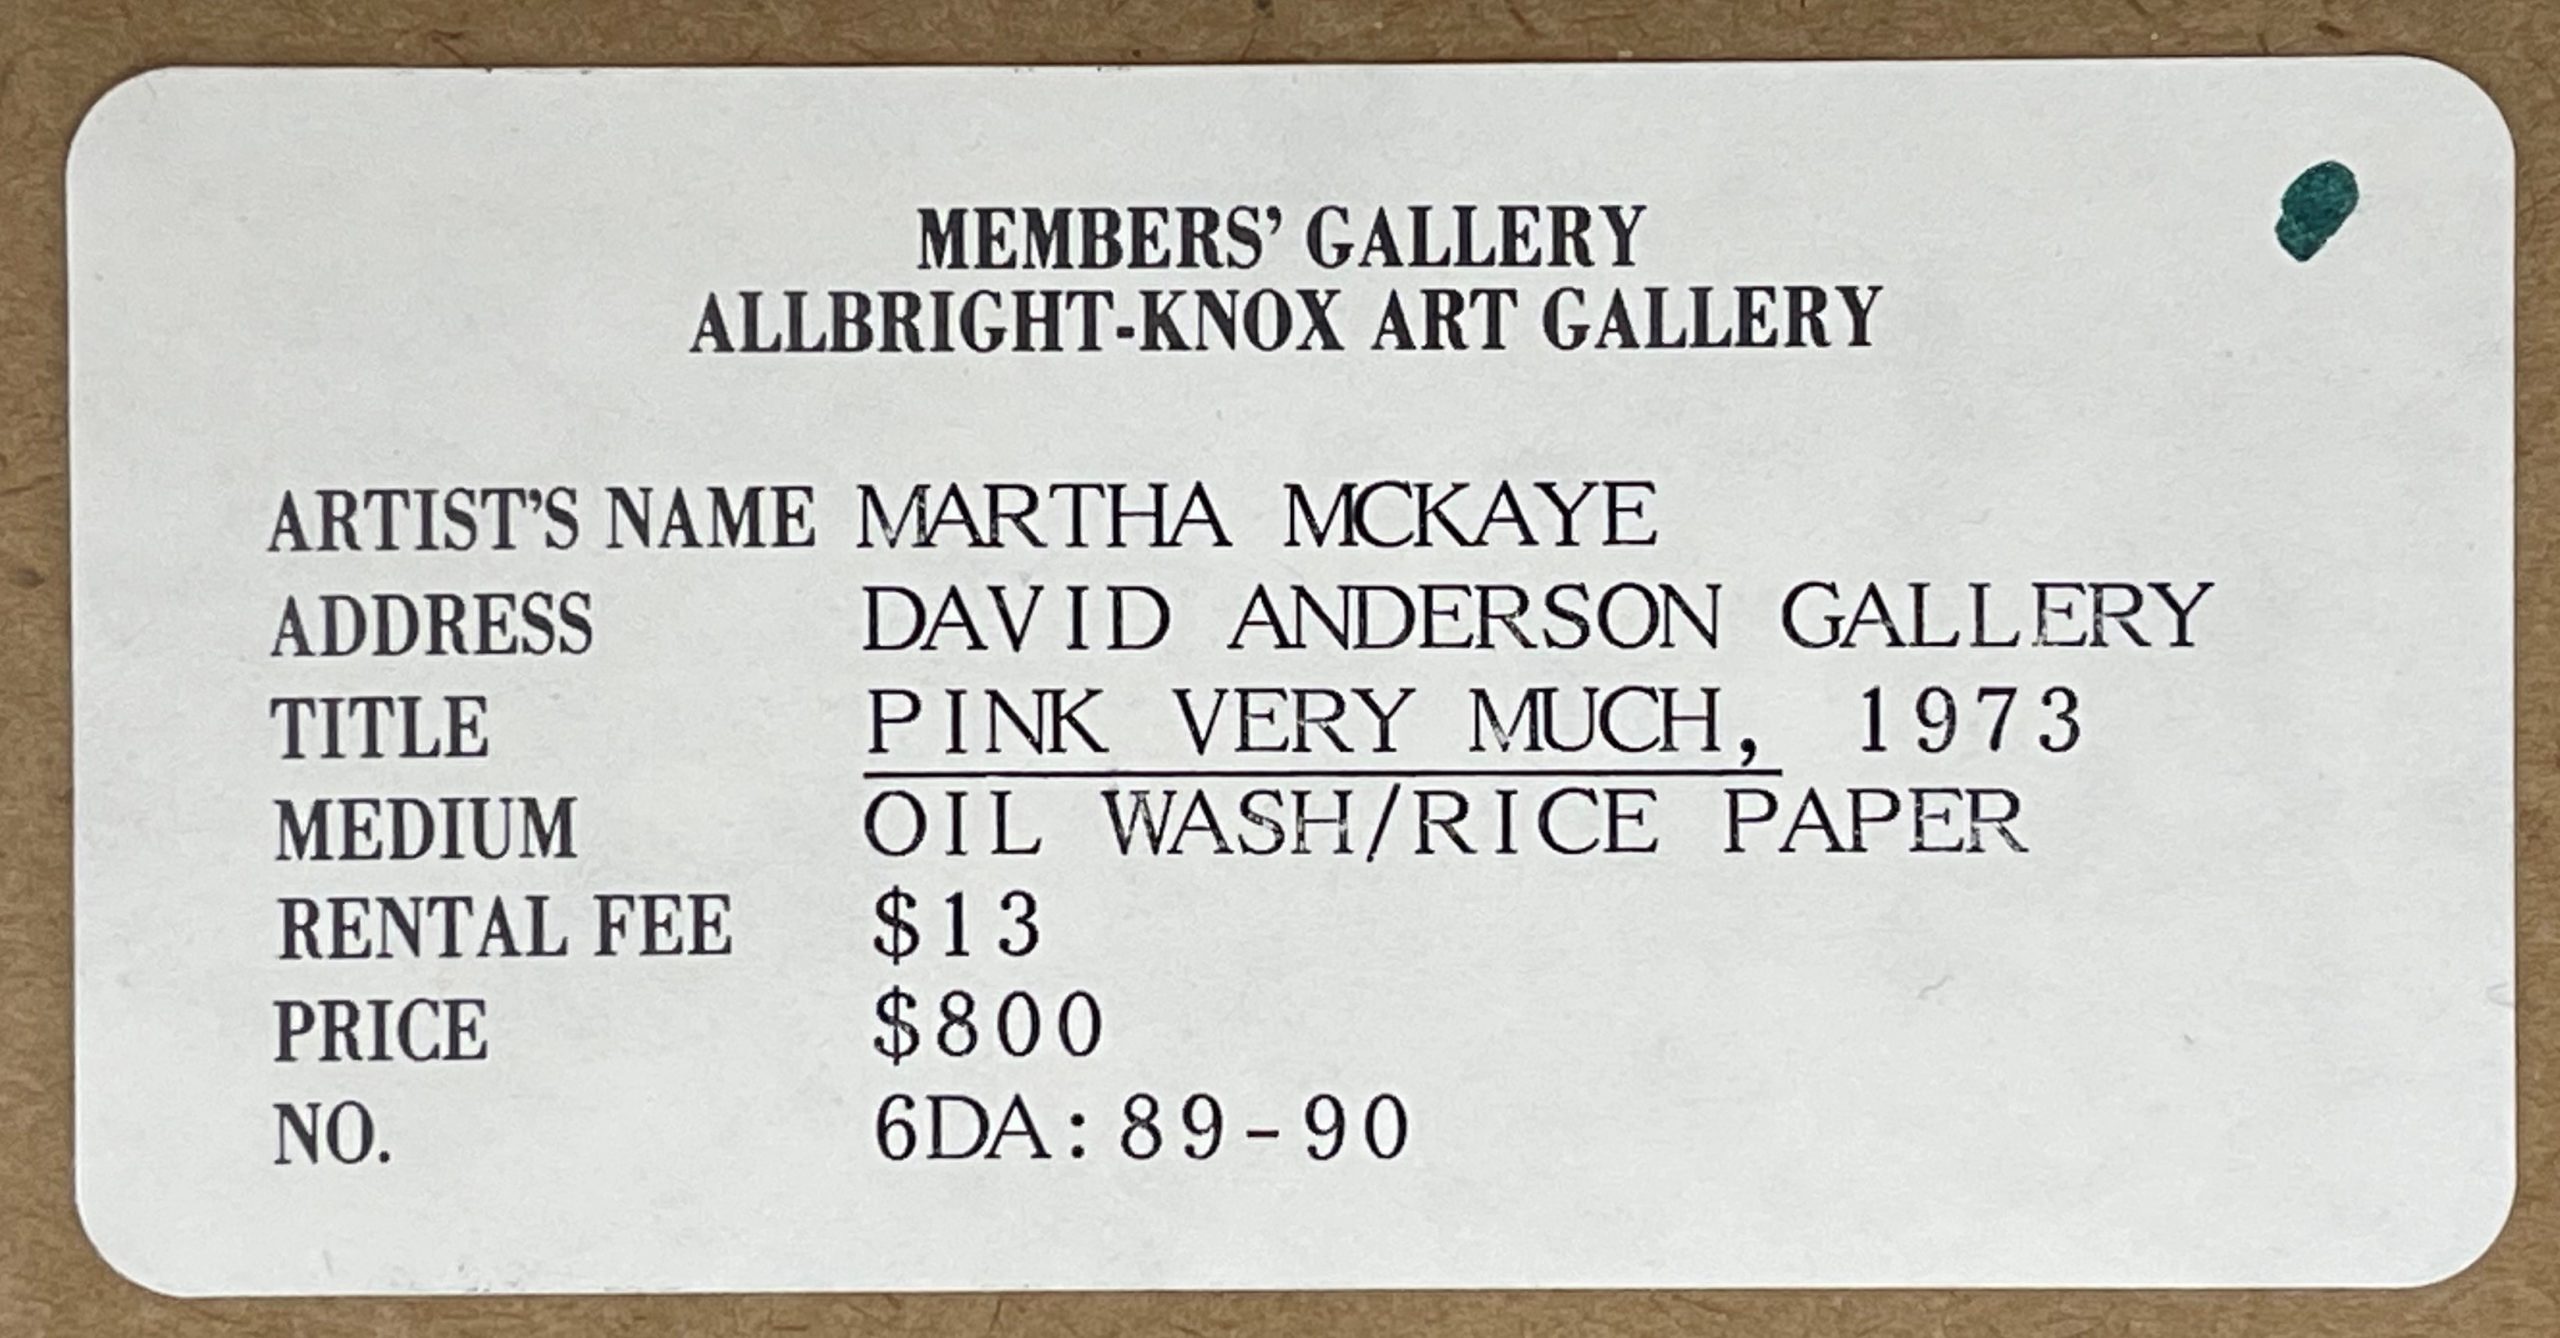 MEMBERS' GALLERY
ALLBRIGHT-KNOX ART GALLERY
ARTIST'S NAME MARTHA MCKAYE
ADDRESS DAVID ANDERSON GALLERY
TITLE PINK VERY MUCH, 1973
MEDIUM OIL WASH/RICE PAPER
RENTAL FEE $13
PRICE $800
NO. 6DA:89-90